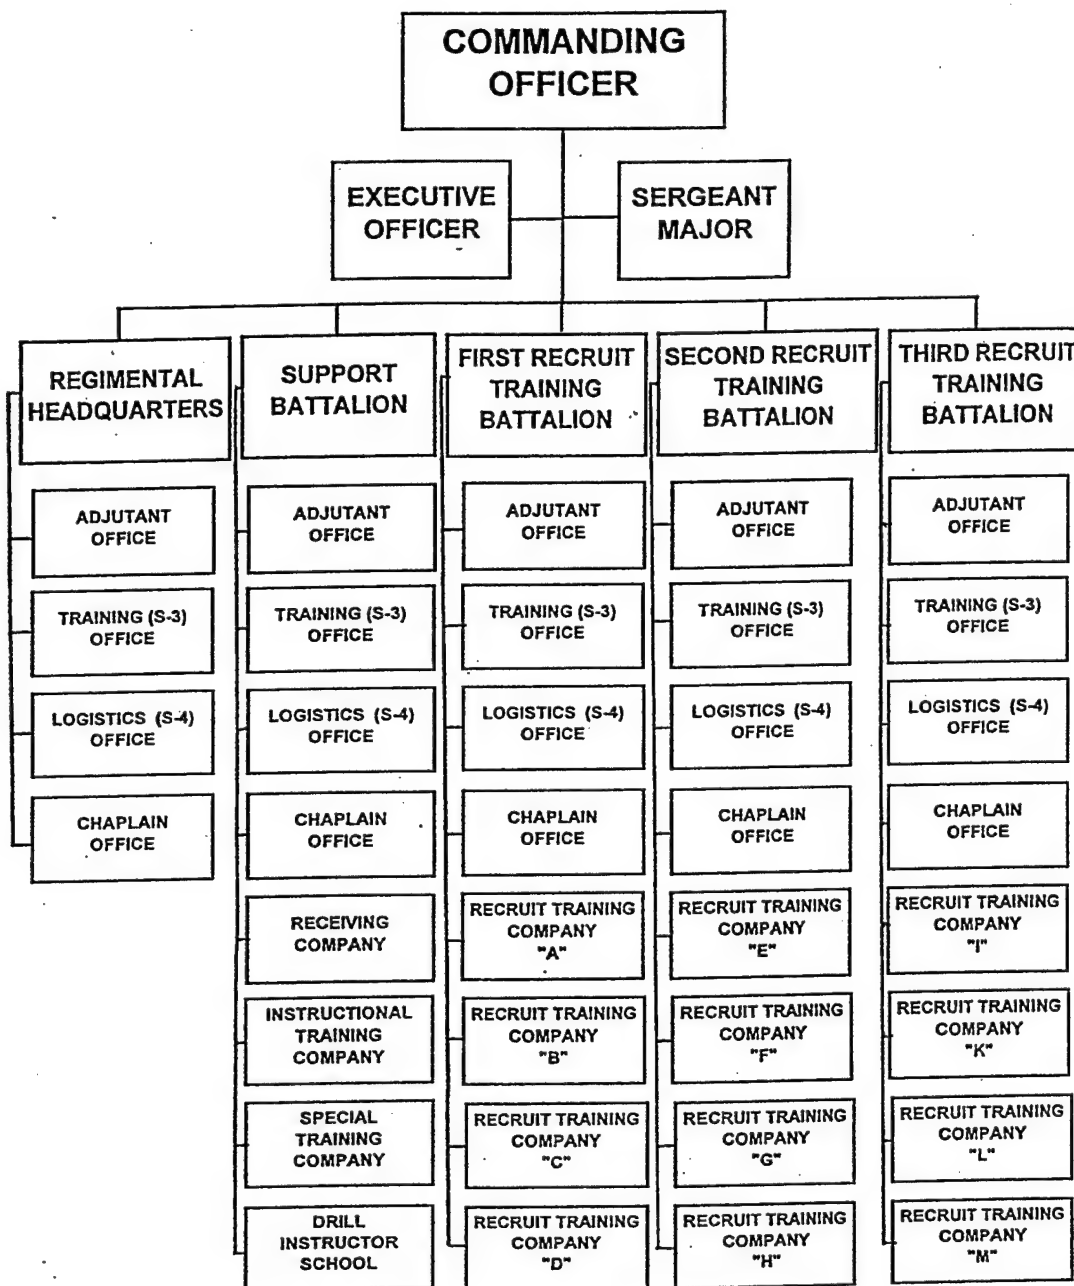 COMMANDING
OFFICER
EXECUTIVE
OFFICER
SERGEANT
MAJOR
REGIMENTAL
HEADQUARTERS
ADJUTANT
OFFICE
TRAINING (S-3)
OFFICE
LOGISTICS (S-4)
OFFICE
CHAPLAIN
OFFICE
SUPPORT
BATTALION
ADJUTANT
OFFICE
TRAINING (S-3)
OFFICE
LOGISTICS (S-4)
OFFICE
CHAPLAIN
OFFICE
RECEIVING
COMPANY
INSTRUCTIONAL
TRAINING
COMPANY
SPECIAL
TRAINING
COMPANY
DRILL
INSTRUCTOR
SCHOOL
FIRST RECRUIT
TRAINING
BATTALION
ADJUTANT
OFFICE
TRAINING (S-3)
OFFICE
LOGISTICS (S-4)
OFFICE
CHAPLAIN
OFFICE
RECRUIT TRAINING
COMPANY
"A"
RECRUIT TRAINING
COMPANY
"B"
RECRUIT TRAINING
COMPANY
"C"
RECRUIT TRAINING
COMPANY
"D"
SECOND RECRUIT
TRAINING
BATTALION
ADJUTANT
OFFICE
TRAINING (S-3)
OFFICE
LOGISTICS (S-4)
OFFICE
CHAPLAIN
OFFICE
RECRUIT TRAINING
COMPANY
"E"
RECRUIT TRAINING
COMPANY
"F"
RECRUIT TRAINING
COMPANY
"G"
RECRUIT TRAINING
COMPANY
"H"
THIRD RECRUIT
TRAINING
BATTALION
ADJUTANT
OFFICE
TRAINING (S-3)
OFFICE
LOGISTICS (S-4)
OFFICE
CHAPLAIN
OFFICE
RECRUIT TRAINING
COMPANY
"I"
RECRUIT TRAINING
COMPANY
"K"
RECRUIT TRAINING
COMPANY
"L"
RECRUIT TRAINING
COMPANY
"M"